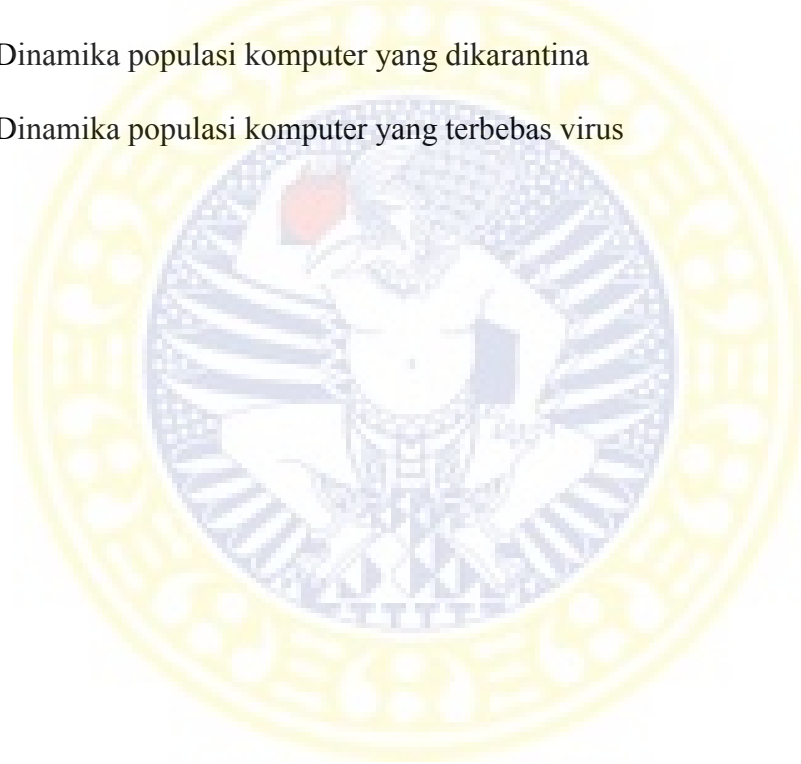 Dinamika populasi komputer yang dikarantina
Dinamika populasi komputer yang terbebas virus